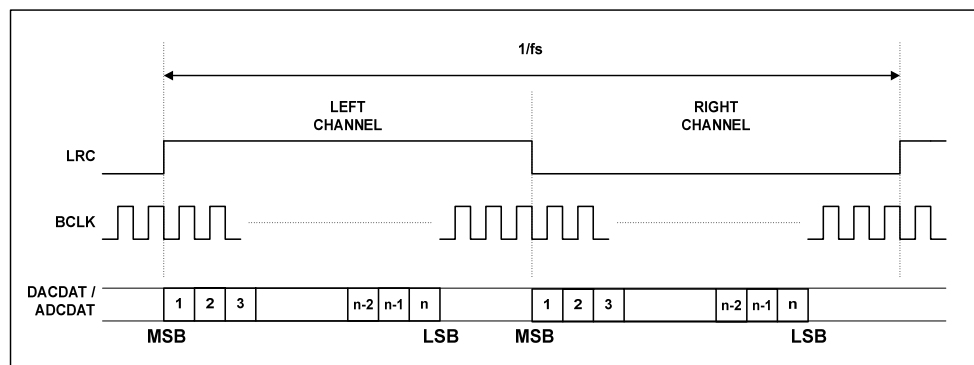 1/fs
LEFT
CHANNEL
RIGHT
CHANNEL
LRC
BCLK
DACDAT /
ADCDAT
1 2 3 n-2 n-1 n 1 2 3 n-2 n-1 n
MSB LSB MSB LSB